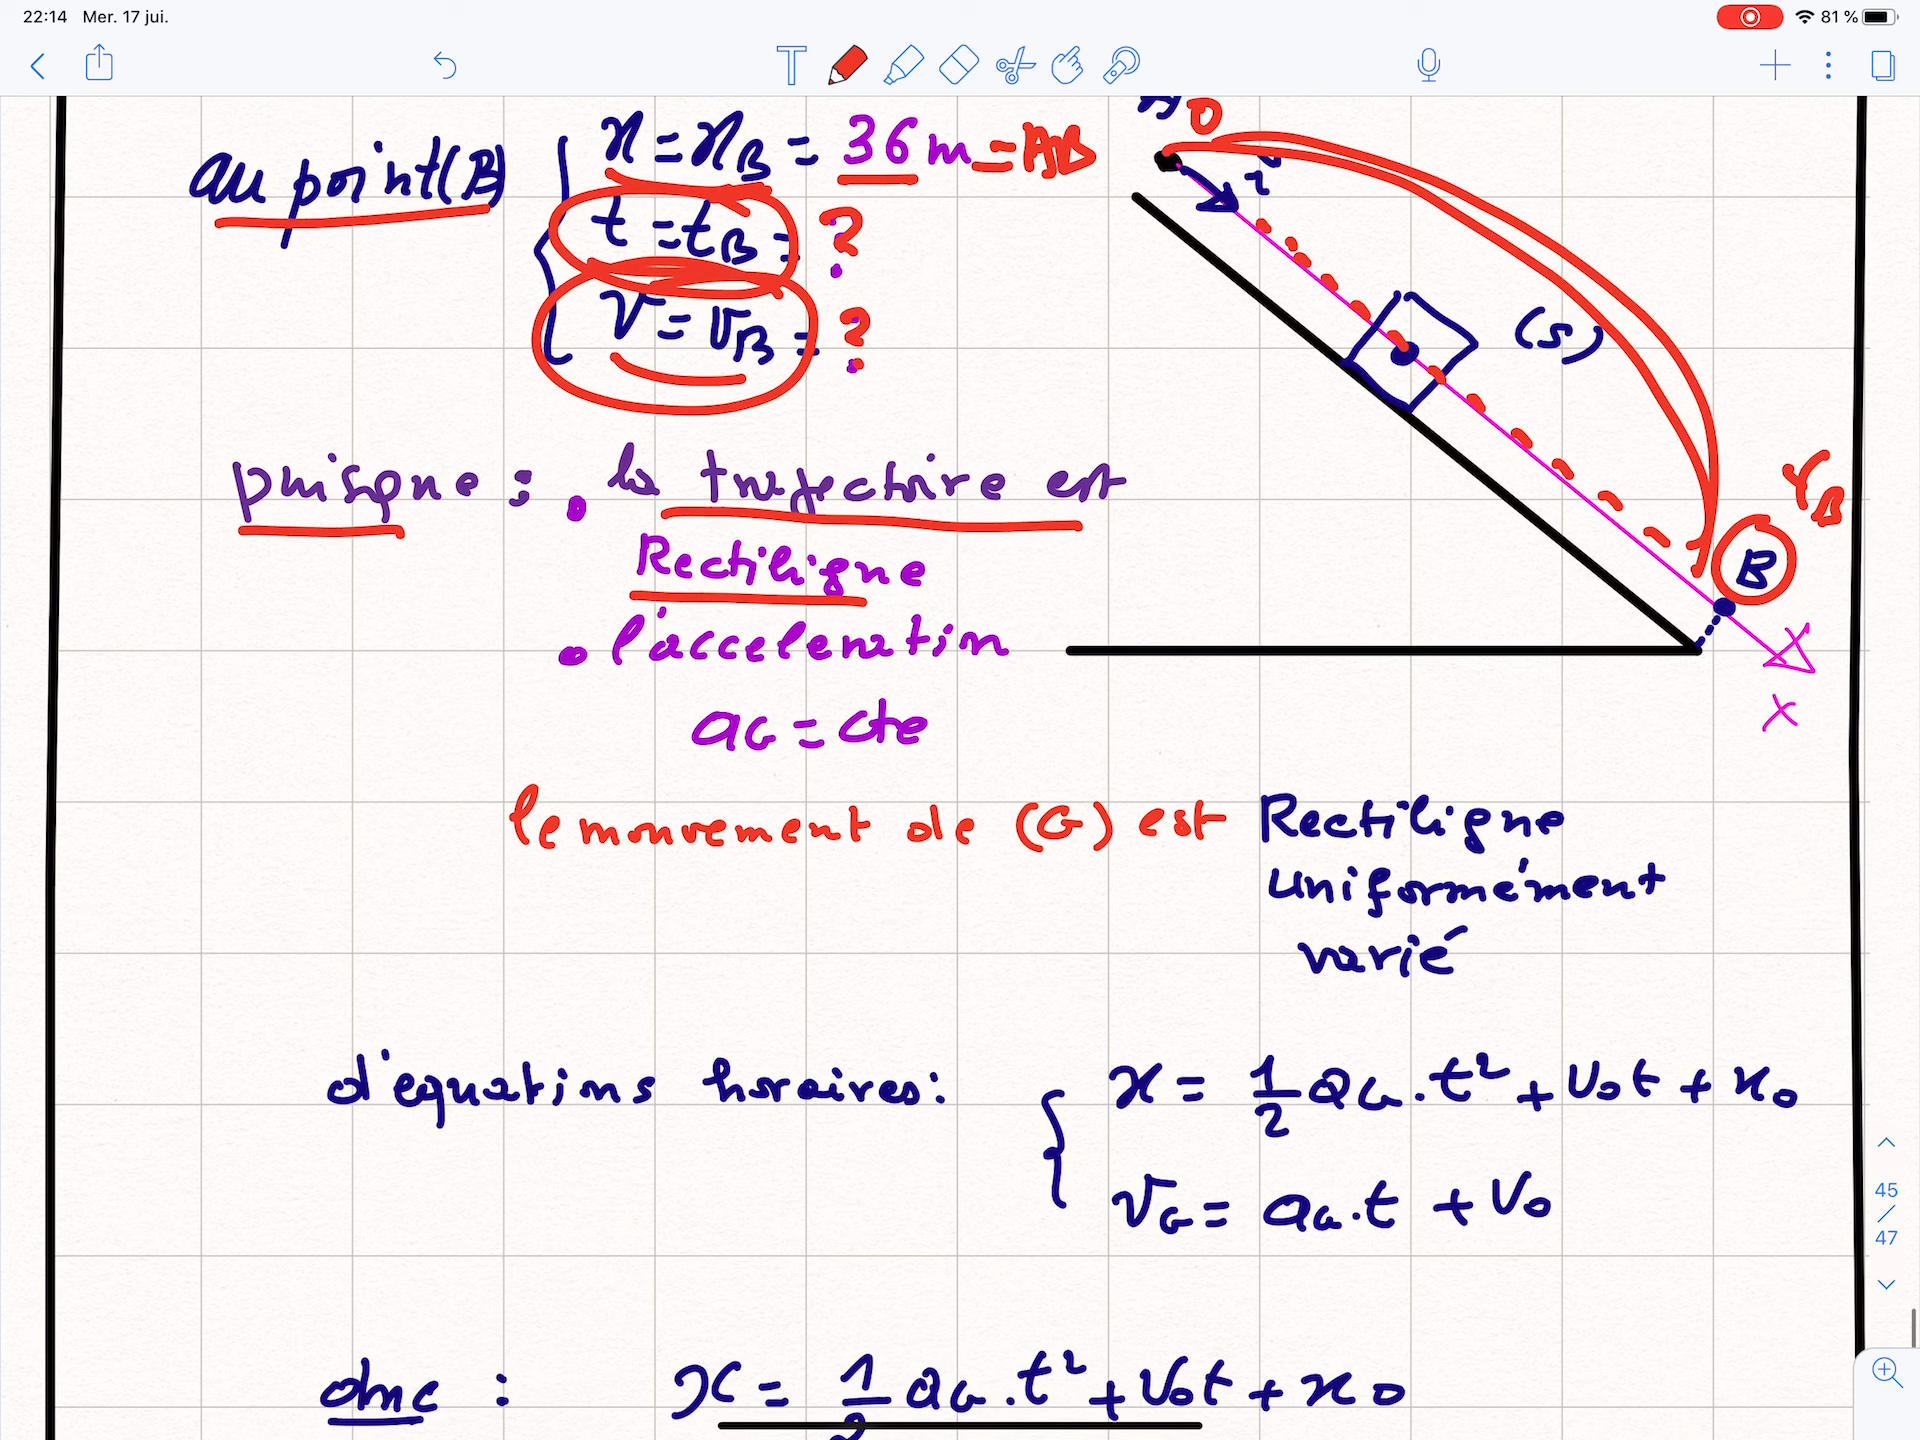 22:14 Mer. 17 jui.
81 %
au point(B)
x = xB = 36 m = AB
t = tB = ?
v = vB = ?
O
i
(S)
xB
B
x
puisque : . la trajectoire est
Rectiligne
. l'acceleration
aG = cte
le mouvement de (G) est Rectiligne
uniformément
varié
d'equations horaires :
x = 1/2 aG . t² + v0t + x0
vG = aG . t + v0
45
/
47
donc : x = 1/2 aG . t² + v0t + x0